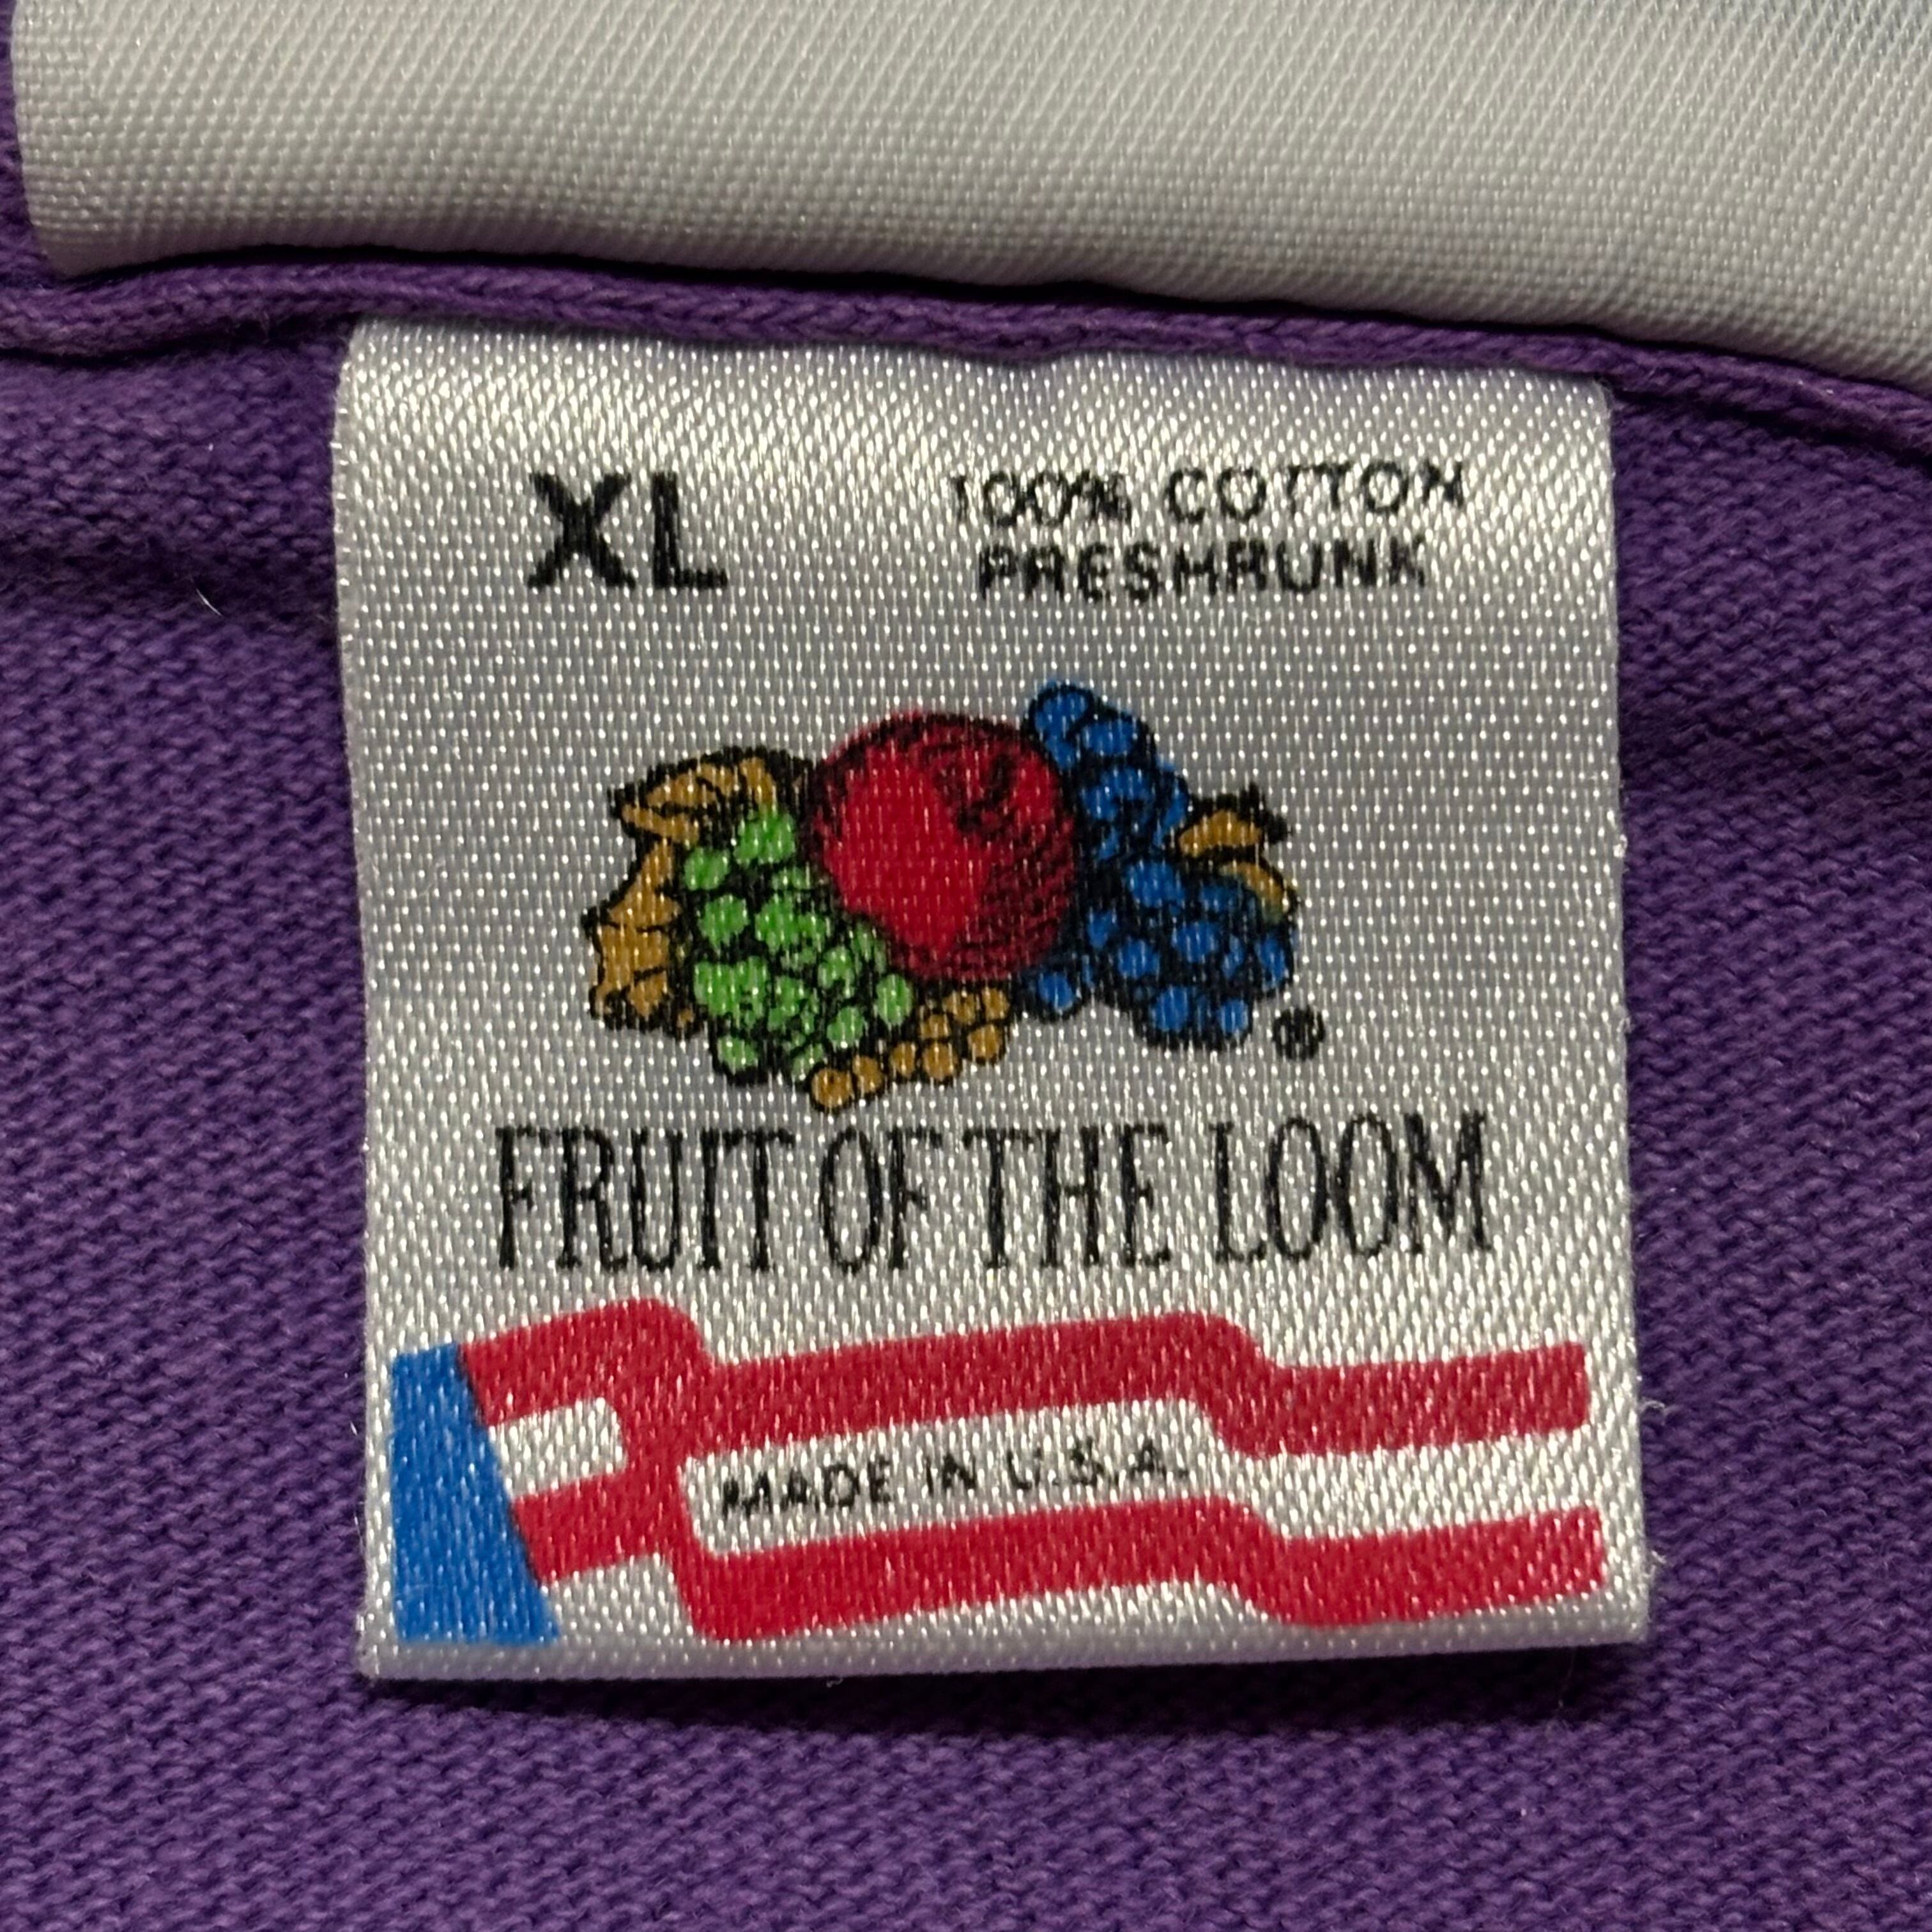 XL
100% COTTON
PRESHRUNK
®
FRUIT OF THE LOOM
MADE IN U.S.A.